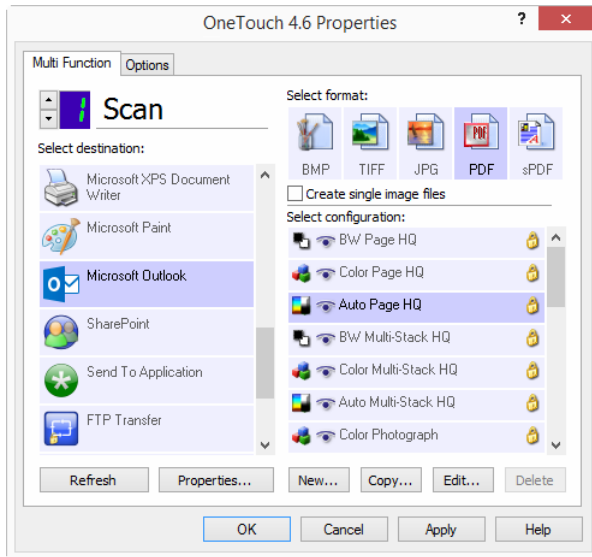 OneTouch 4.6 Properties
?
Multi Function
Options
1
Scan
Select destination:
Microsoft XPS Document
Writer
Microsoft Paint
Microsoft Outlook
SharePoint
Send To Application
FTP Transfer
Refresh
Properties...
Select format:
PDF
BMP
TIFF
JPG
PDF
sPDF
Create single image files
Select configuration:
BW Page HQ
Color Page HQ
Auto Page HQ
BW Multi-Stack HQ
Color Multi-Stack HQ
Auto Multi-Stack HQ
Color Photograph
New...
Copy...
Edit...
Delete
OK
Cancel
Apply
Help